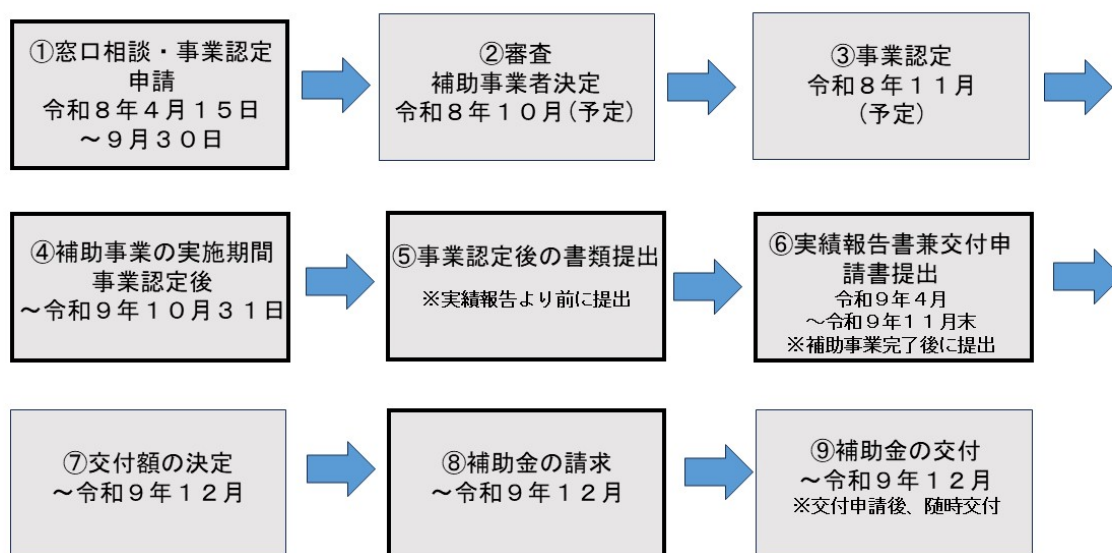 ①窓口相談・事業認定
申請
令和８年４月１５日
～９月３０日
②審査
補助事業者決定
令和８年１０月(予定)
③事業認定
令和８年１１月
(予定)
④補助事業の実施期間
事業認定後
～令和９年１０月３１日
⑤事業認定後の書類提出
※実績報告より前に提出
⑥実績報告書兼交付申
請書提出
令和９年４月
～令和９年１１月末
※補助事業完了後に提出
⑦交付額の決定
～令和９年１２月
⑧補助金の請求
～令和９年１２月
⑨補助金の交付
～令和９年１２月
※交付申請後、随時交付